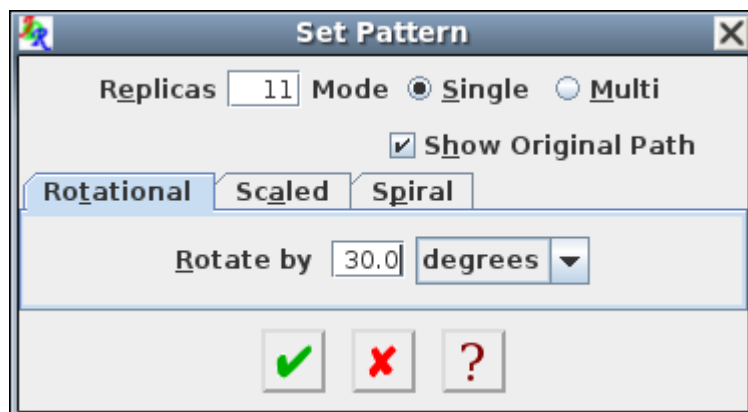 Set Pattern
Replicas 11 Mode Single Multi
Show Original Path
Rotational Scaled Spiral
Rotate by 30.0 degrees
?